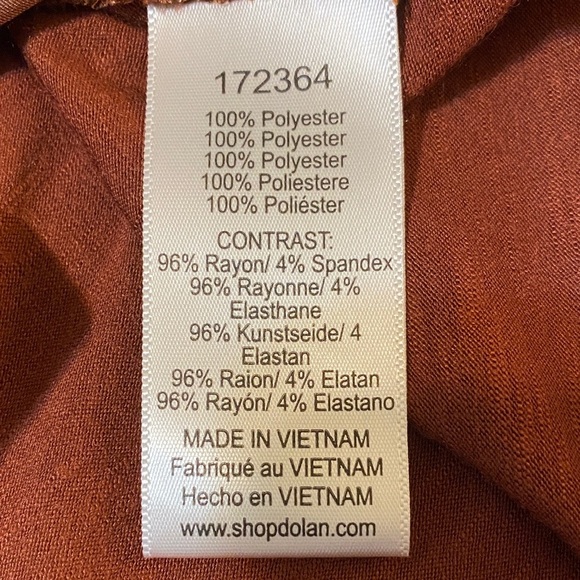 172364
100% Polyester
100% Polyester
100% Polyester
100% Poliestere
100% Poliéster
CONTRAST:
96% Rayon/ 4% Spandex
96% Rayonne/ 4%
Elasthane
96% Kunstseide/ 4
Elastan
96% Raion/ 4% Elatan
96% Rayón/ 4% Elastano
MADE IN VIETNAM
Fabriqué au VIETNAM
Hecho en VIETNAM
www.shopdolan.com